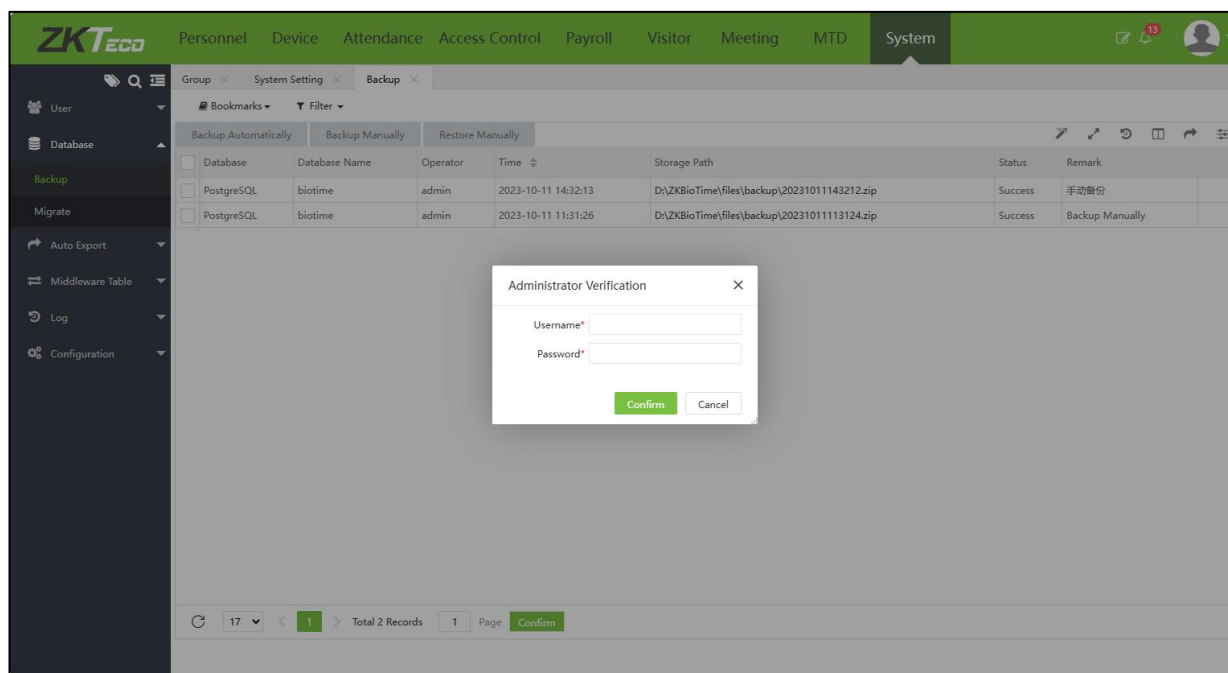 ZKTECO Personnel Device Attendance Access Control Payroll Visitor Meeting MTD System 13
Group System Setting Backup
User
Bookmarks Filter
Database
Backup Automatically Backup Manually Restore Manually
Database Database Name Operator Time Storage Path Status Remark
Backup
PostgreSQL biotime admin 2023-10-11 14:32:13 D:\ZKBioTime\files\backup\20231011143212.zip Success 手动备份
Migrate
PostgreSQL biotime admin 2023-10-11 11:31:26 D:\ZKBioTime\files\backup\20231011113124.zip Success Backup Manually
Auto Export
Middleware Table
Log
Configuration
Administrator Verification
Username*
Password*
Confirm Cancel
17 1 Total 2 Records 1 Page Confirm